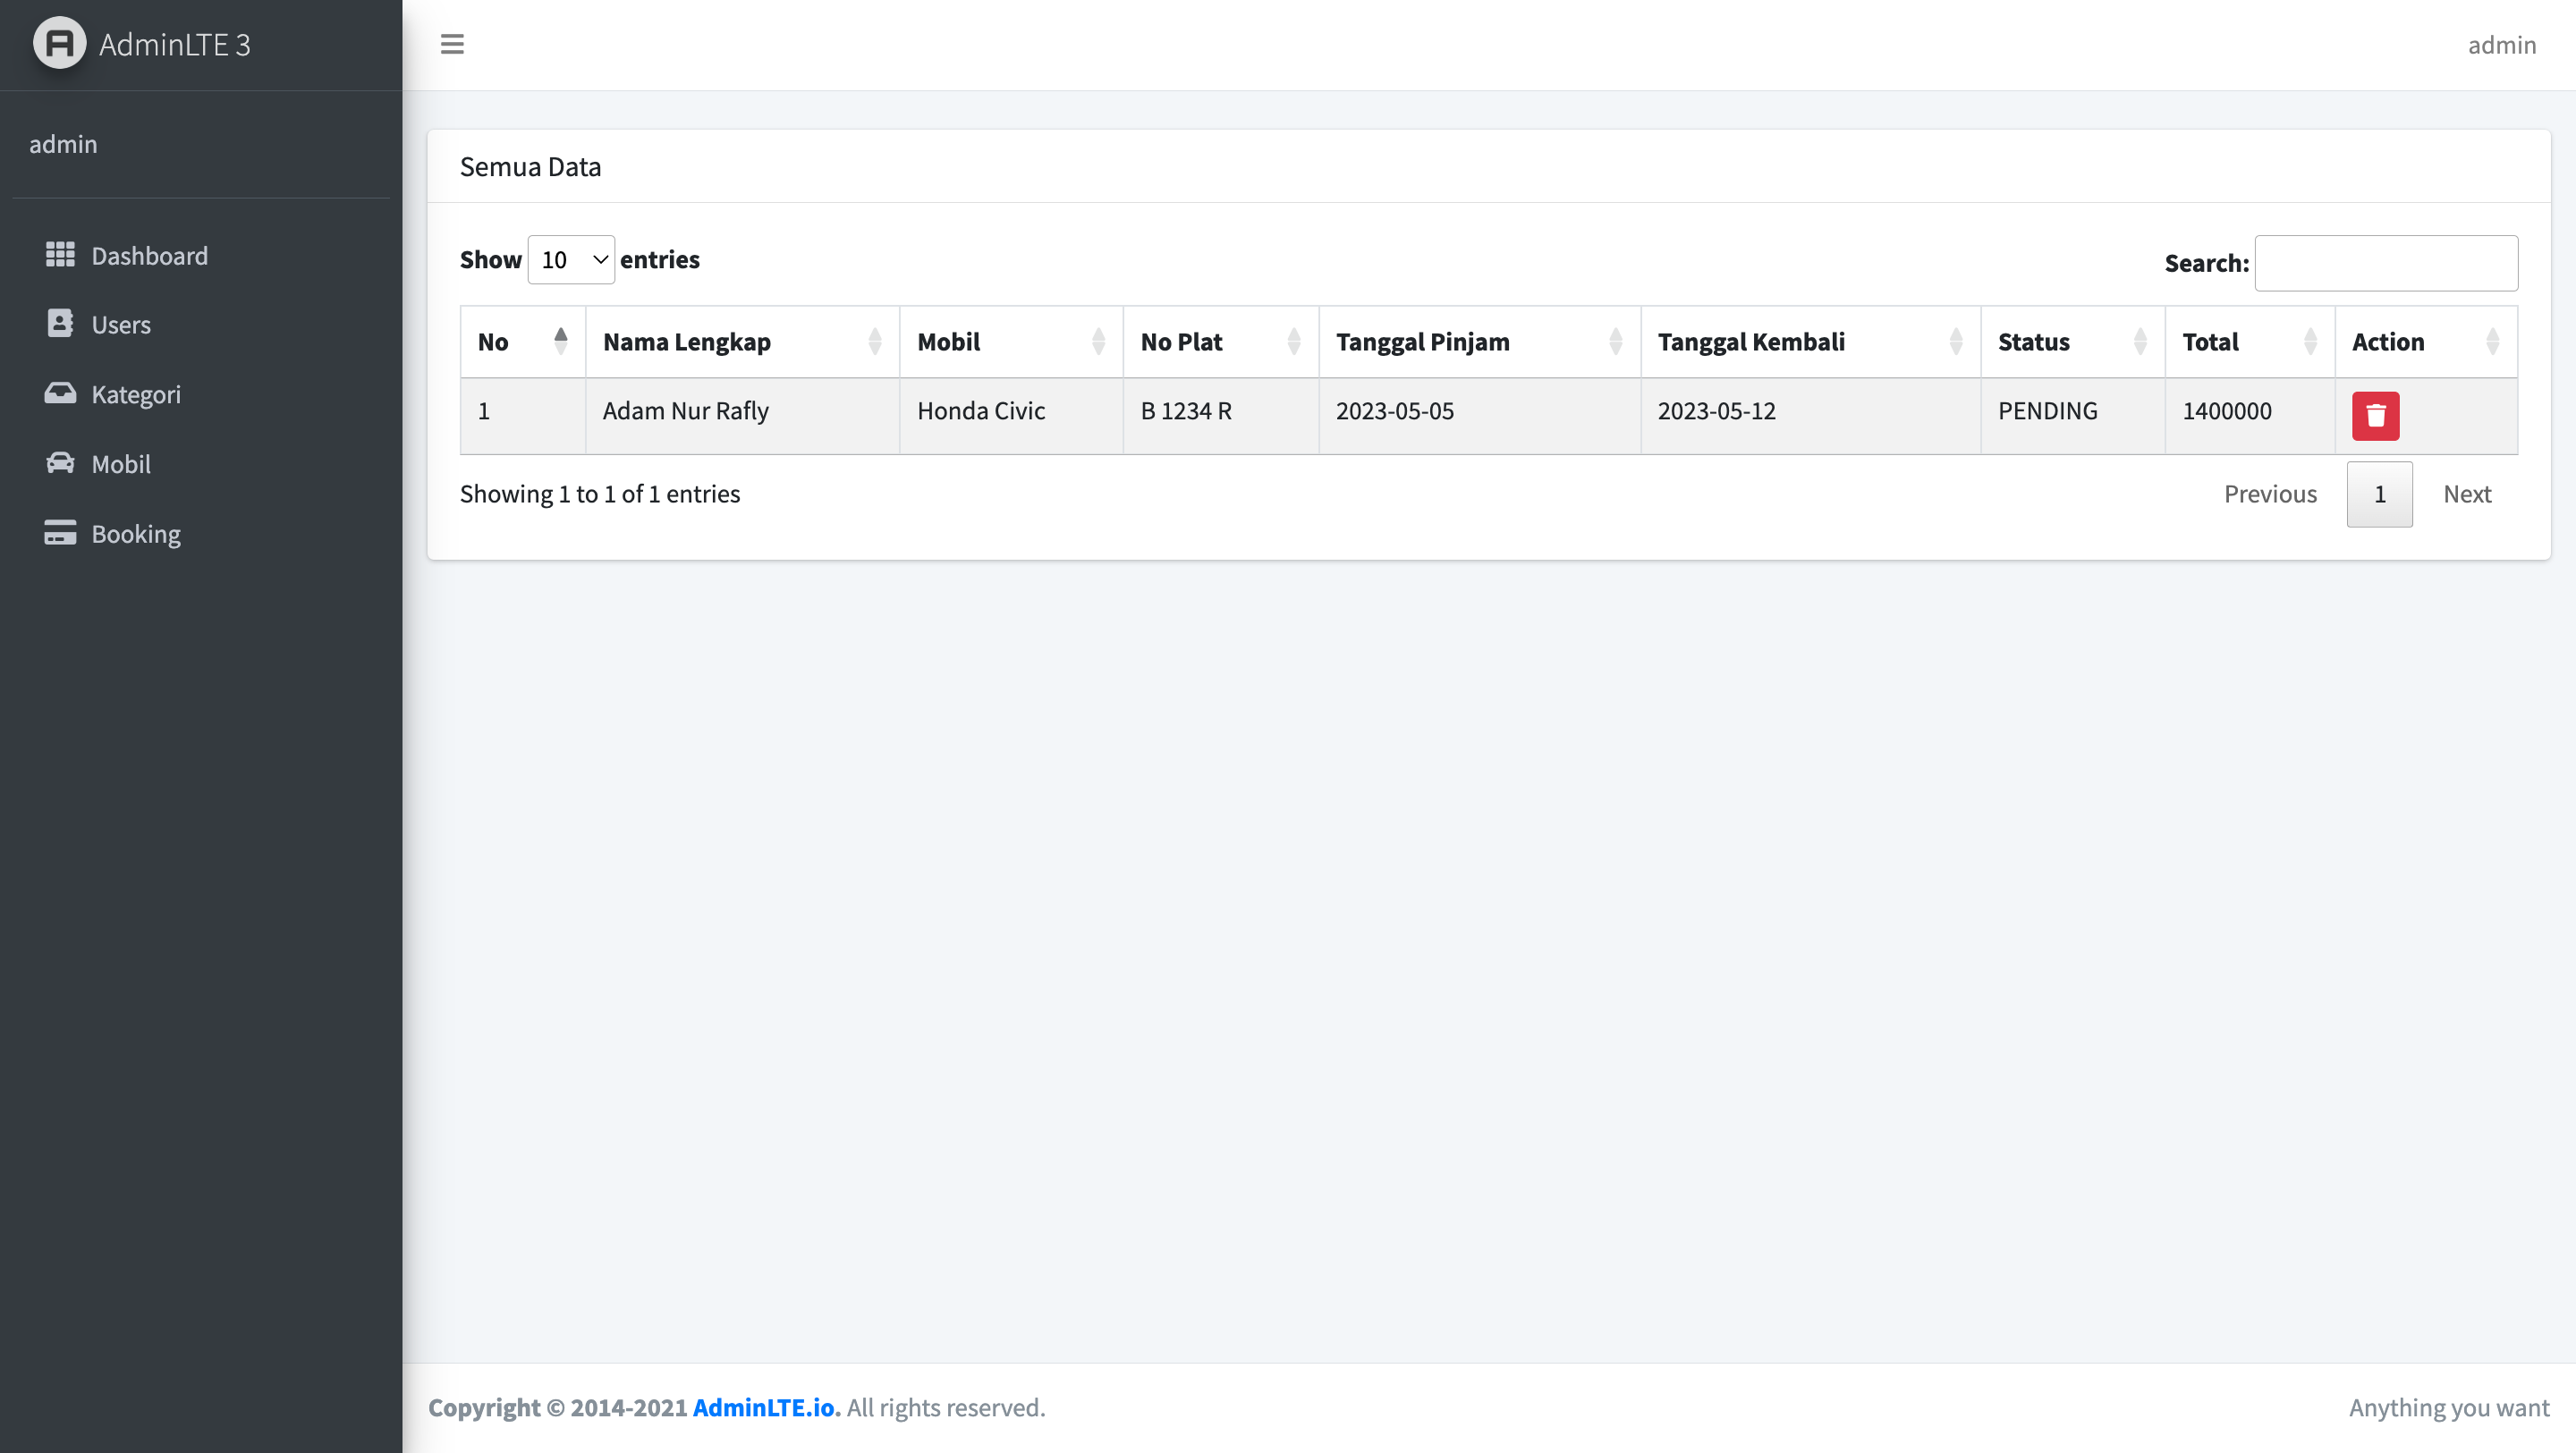 AdminLTE 3
admin
admin
Dashboard
Users
Kategori
Mobil
Booking
Semua Data
Show 10 entries
Search:
No Nama Lengkap Mobil No Plat Tanggal Pinjam Tanggal Kembali Status Total Action
1 Adam Nur Rafly Honda Civic B 1234 R 2023-05-05 2023-05-12 PENDING 1400000
Showing 1 to 1 of 1 entries
Previous 1 Next
Copyright © 2014-2021 AdminLTE.io. All rights reserved.
Anything you want